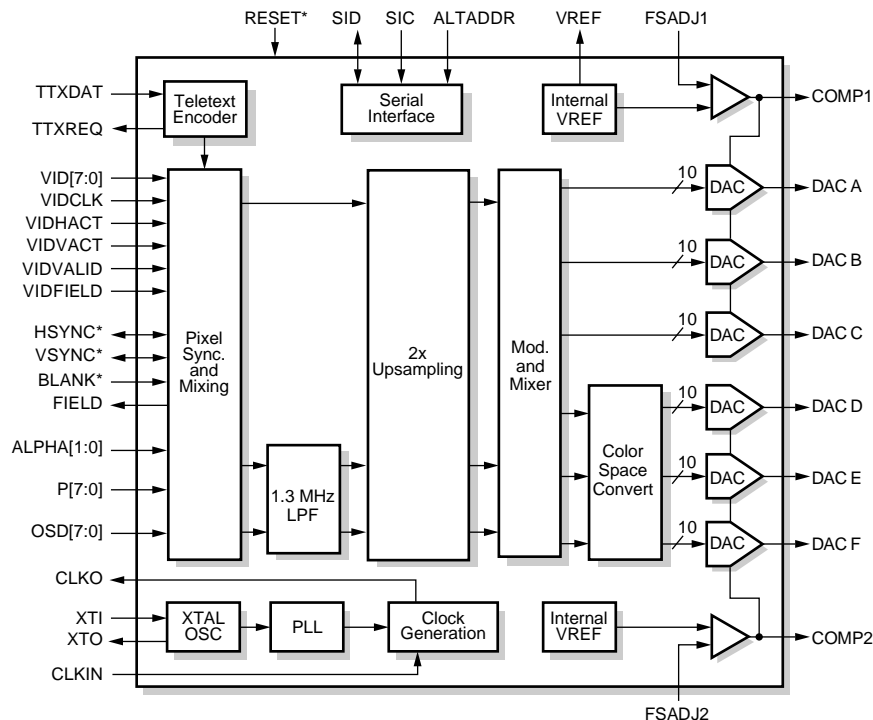 RESET*
SID
SIC
ALTADDR
VREF
FSADJ1
TTXDAT
TTXREQ
Teletext
Encoder
Serial
Interface
Internal
VREF
COMP1
VID[7:0]
VIDCLK
VIDHACT
VIDVACT
VIDVALID
VIDFIELD
HSYNC*
VSYNC*
BLANK*
FIELD
ALPHA[1:0]
P[7:0]
OSD[7:0]
Pixel
Sync.
and
Mixing
1.3 MHz
LPF
2x
Upsampling
Mod.
and
Mixer
Color
Space
Convert
10
DAC
DAC A
10
DAC
DAC B
10
DAC
DAC C
10
DAC
DAC D
10
DAC
DAC E
10
DAC
DAC F
CLKO
XTI
XTO
CLKIN
XTAL
OSC
PLL
Clock
Generation
Internal
VREF
COMP2
FSADJ2